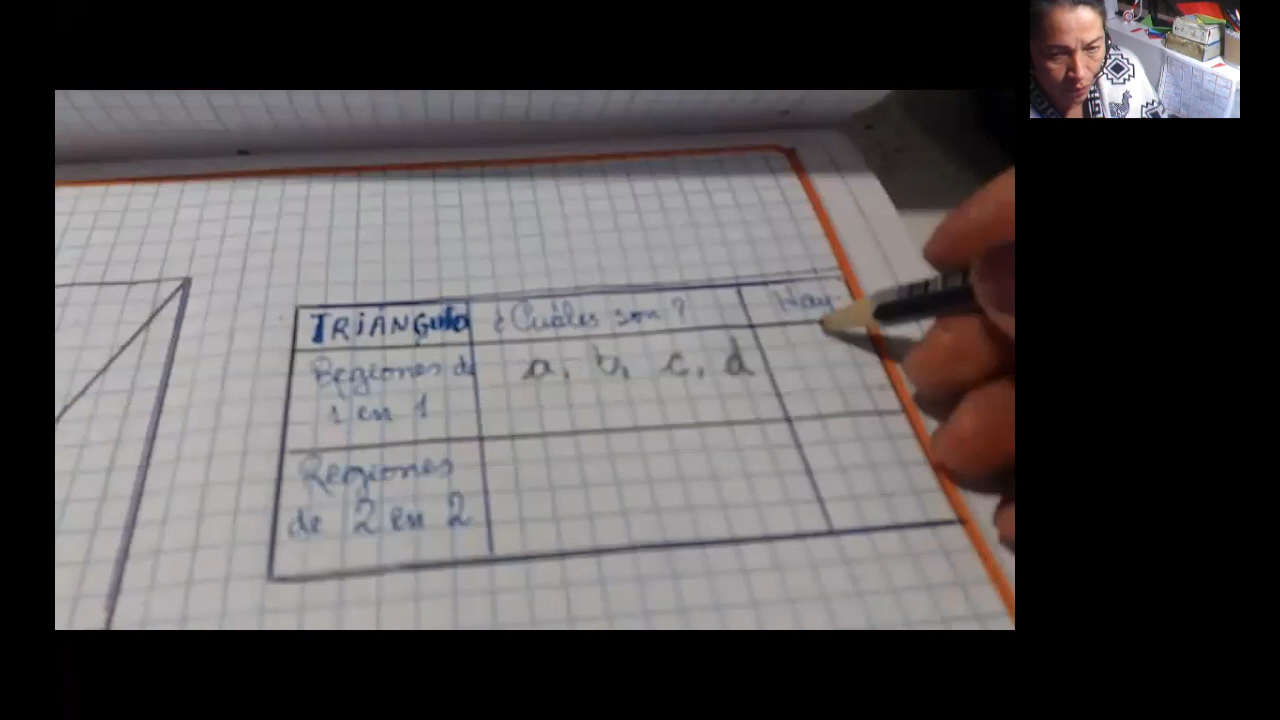 TRIÁNGULO ¿Cuáles son? Hay
Regiones de a, b, c, d
1 en 1
Regiones
de 2 en 2